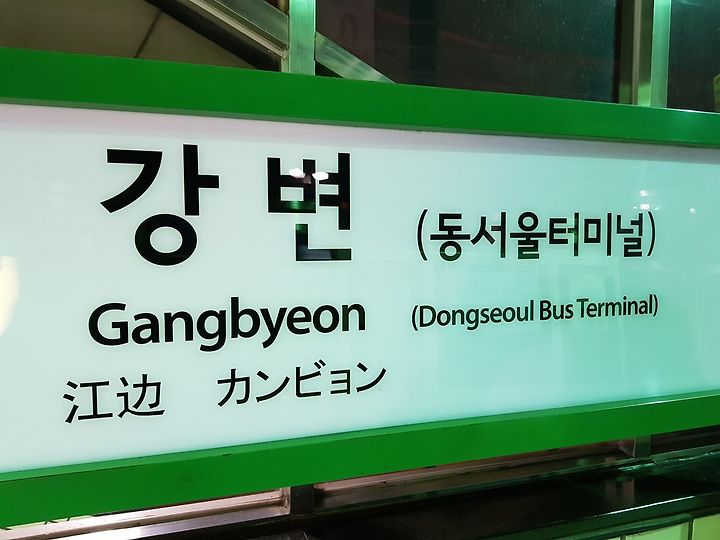 강변 (동서울터미널)
Gangbyeon (Dongseoul Bus Terminal)
江边 カンビョン